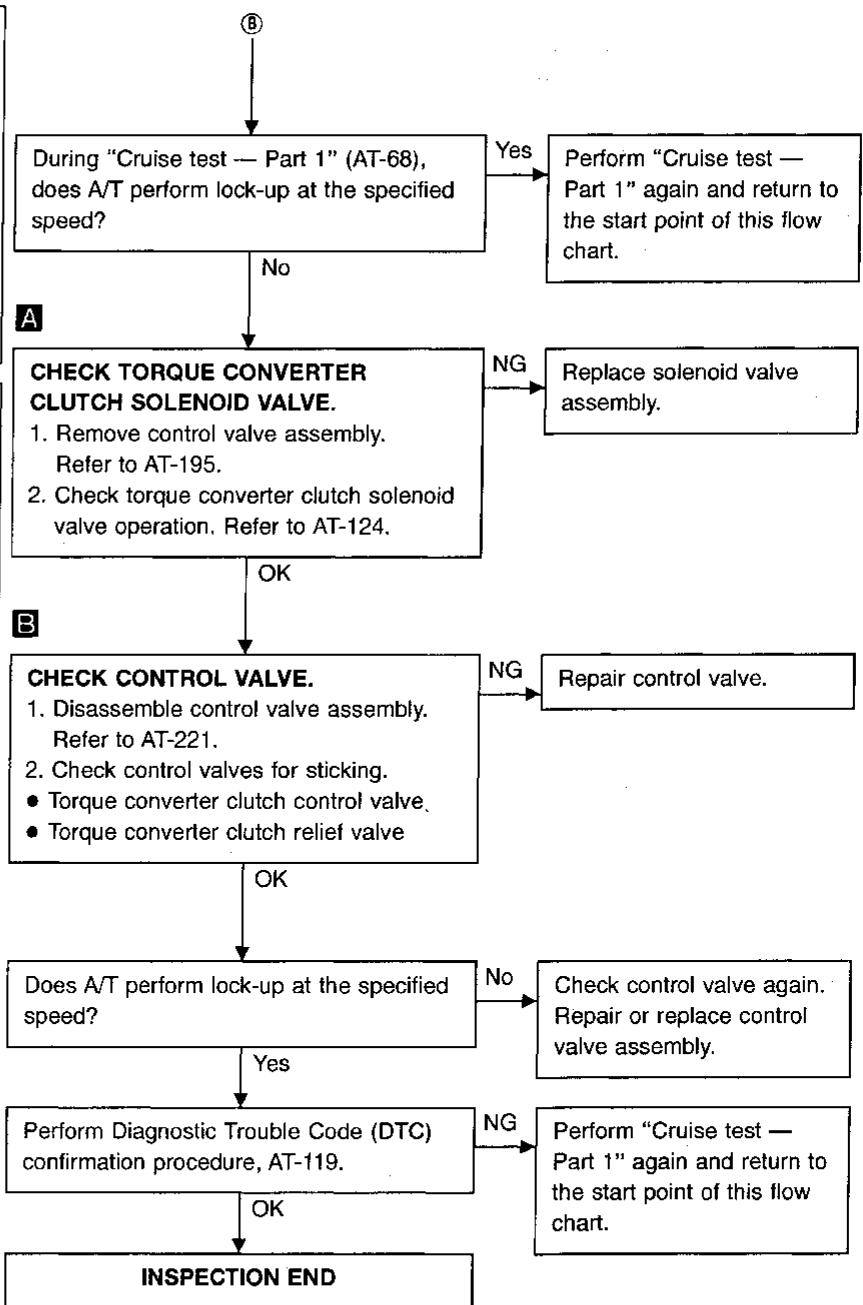 Ⓑ
During “Cruise test — Part 1” (AT-68),
does A/T perform lock-up at the specified
speed?
Yes
Perform “Cruise test —
Part 1” again and return to
the start point of this flow
chart.
No
A
CHECK TORQUE CONVERTER
CLUTCH SOLENOID VALVE.
1. Remove control valve assembly.
Refer to AT-195.
2. Check torque converter clutch solenoid
valve operation. Refer to AT-124.
NG
Replace solenoid valve
assembly.
OK
B
CHECK CONTROL VALVE.
1. Disassemble control valve assembly.
Refer to AT-221.
2. Check control valves for sticking.
• Torque converter clutch control valve
• Torque converter clutch relief valve
NG
Repair control valve.
OK
Does A/T perform lock-up at the specified
speed?
No
Check control valve again.
Repair or replace control
valve assembly.
Yes
Perform Diagnostic Trouble Code (DTC)
confirmation procedure, AT-119.
NG
Perform “Cruise test —
Part 1” again and return to
the start point of this flow
chart.
OK
INSPECTION END